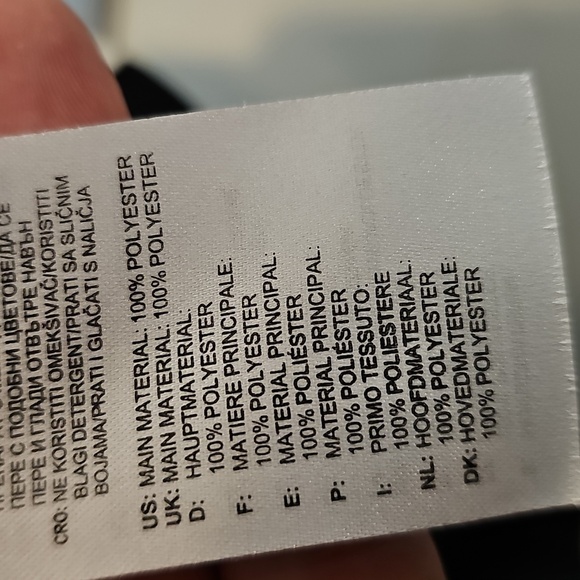 ПЕРЕ С ПОДОБНИ ЦВЕТОВЕ/ДА СЕ
ПЕРЕ И ГЛАДИ ОТВЪТРЕ НАВЪН
CRO: NE KORISTITI OMEKŠIVAČ/KORISTITI
BLAGI DETERGENT/PRATI SA SLIČNIM
BOJAMA/PRATI I GLAČATI S NALIČJA
US: MAIN MATERIAL: 100% POLYESTER
UK: MAIN MATERIAL: 100% POLYESTER
D: HAUPTMATERIAL:
100% POLYESTER
F: MATIERE PRINCIPALE:
100% POLYESTER
E: MATERIAL PRINCIPAL:
100% POLIÉSTER
P: MATERIAL PRINCIPAL:
100% POLIÉSTER
I: PRIMO TESSUTO:
100% POLIESTERE
NL: HOOFDMATERIAAL:
100% POLYESTER
DK: HOVEDMATERIALE:
100% POLYESTER